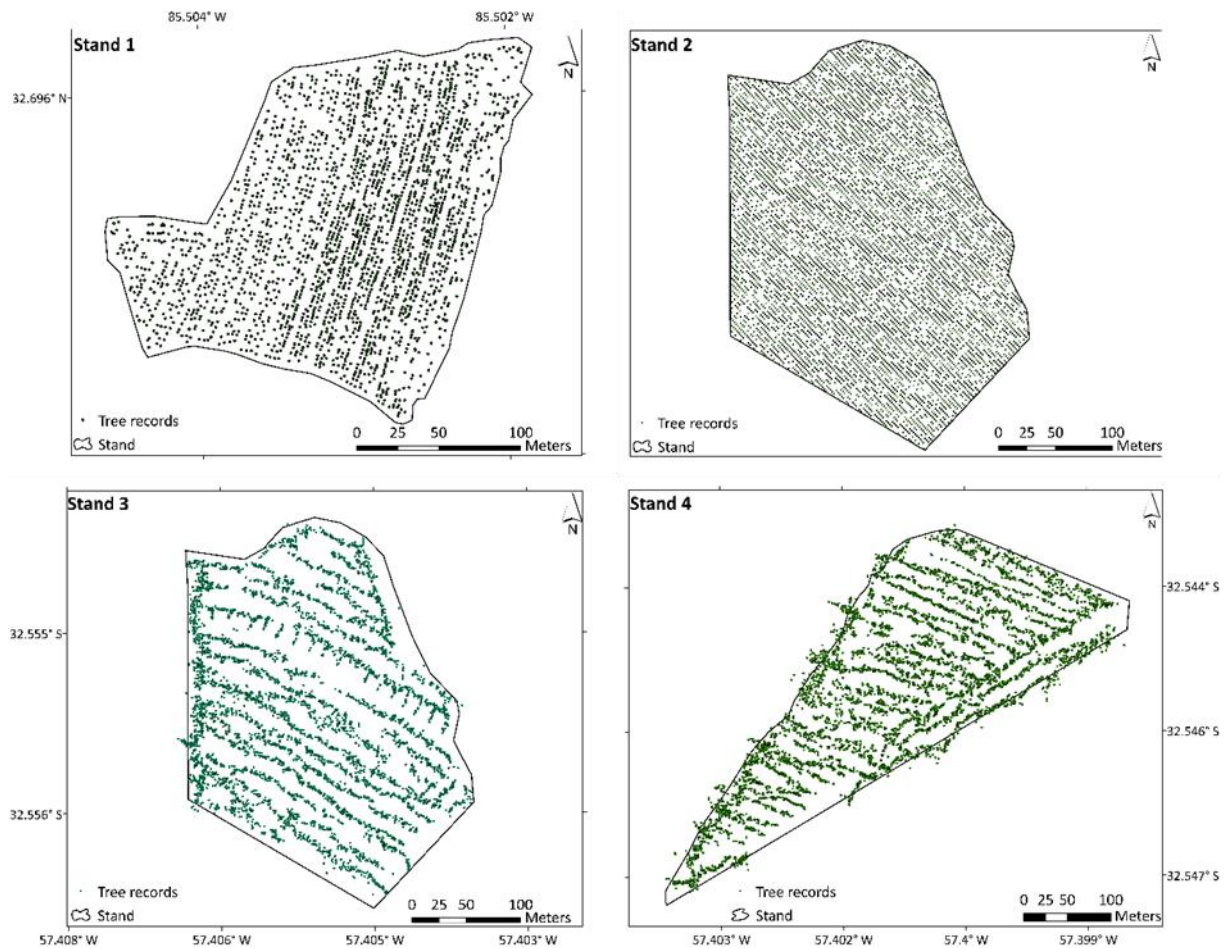 85.504° W 85.502° W
Stand 1
N
32.696° N
Tree records
Stand
0 25 50 100
Meters
Stand 2
N
Tree records
Stand
0 25 50 100
Meters
Stand 3
N
32.555° S
32.556° S
Tree records
Stand
0 25 50 100
Meters
57.408° W 57.406° W 57.405° W 57.403° W
Stand 4
N
32.544° S
32.546° S
32.547° S
Tree records
Stand
0 25 50 100
Meters
57.403° W 57.402° W 57.4° W 57.399° W